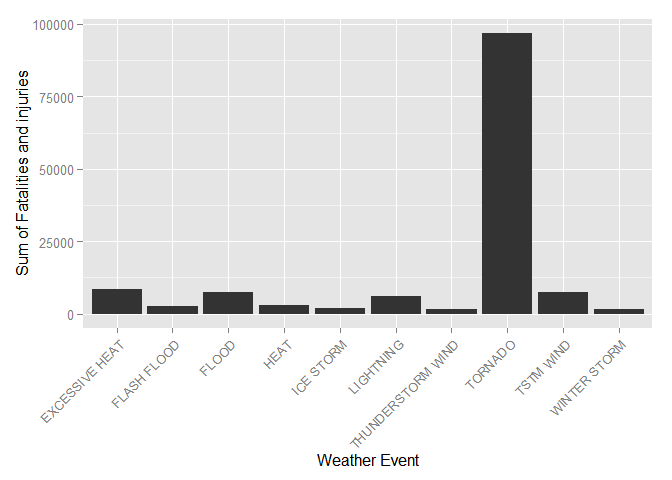 Sum of Fatalities and injuries
100000
75000
50000
25000
0
EXCESSIVE HEAT
FLASH FLOOD
FLOOD
HEAT
ICE STORM
LIGHTNING
THUNDERSTORM WIND
TORNADO
TSTM WIND
WINTER STORM
Weather Event